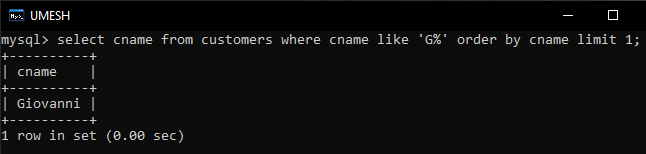 UMESH
mysql> select cname from customers where cname like 'G%' order by cname limit 1;
+----------+
| cname    |
+----------+
| Giovanni |
+----------+
1 row in set (0.00 sec)